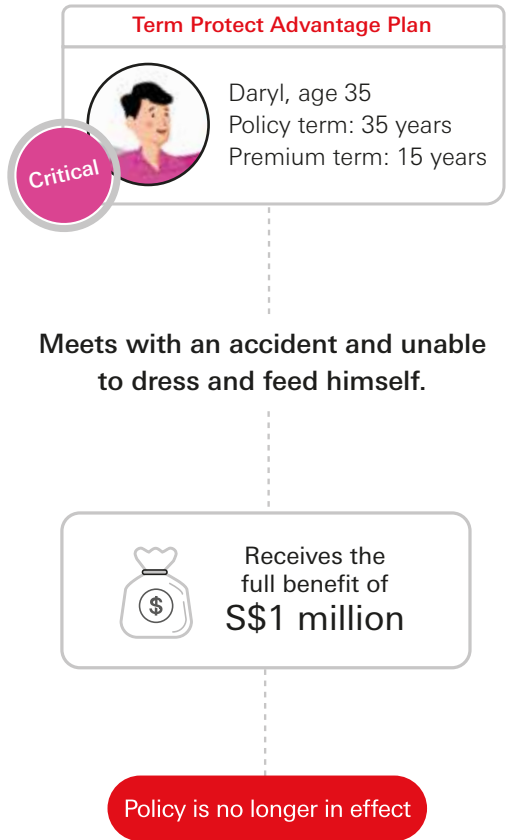 Term Protect Advantage Plan
Daryl, age 35
Policy term: 35 years
Premium term: 15 years
Critical
Meets with an accident and unable
to dress and feed himself.
$
Receives the
full benefit of
S$1 million
Policy is no longer in effect